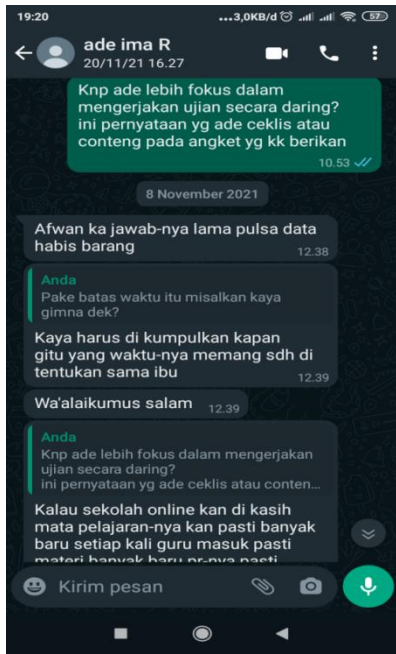 19:20
...3,0KB/d
57
ade ima R
20/11/21 16.27
Knp ade lebih fokus dalam
mengerjakan ujian secara daring?
ini pernyataan yg ade ceklis atau
conteng pada angket yg kk berikan
10.53
8 November 2021
Afwan ka jawab-nya lama pulsa data
habis barang
12.38
Anda
Pake batas waktu itu misalkan kaya
gimna dek?
Kaya harus di kumpulkan kapan
gitu yang waktu-nya memang sdh di
tentukan sama ibu
12.39
Wa'alaikumus salam 12.39
Anda
Knp ade lebih fokus dalam mengerjakan
ujian secara daring?
ini pernyataan yg ade ceklis atau conten...
Kalau sekolah online kan di kasih
mata pelajaran-nya kan pasti banyak
baru setiap kali guru masuk pasti
materi banyak baru pr-nya pasti
Kirim pesan